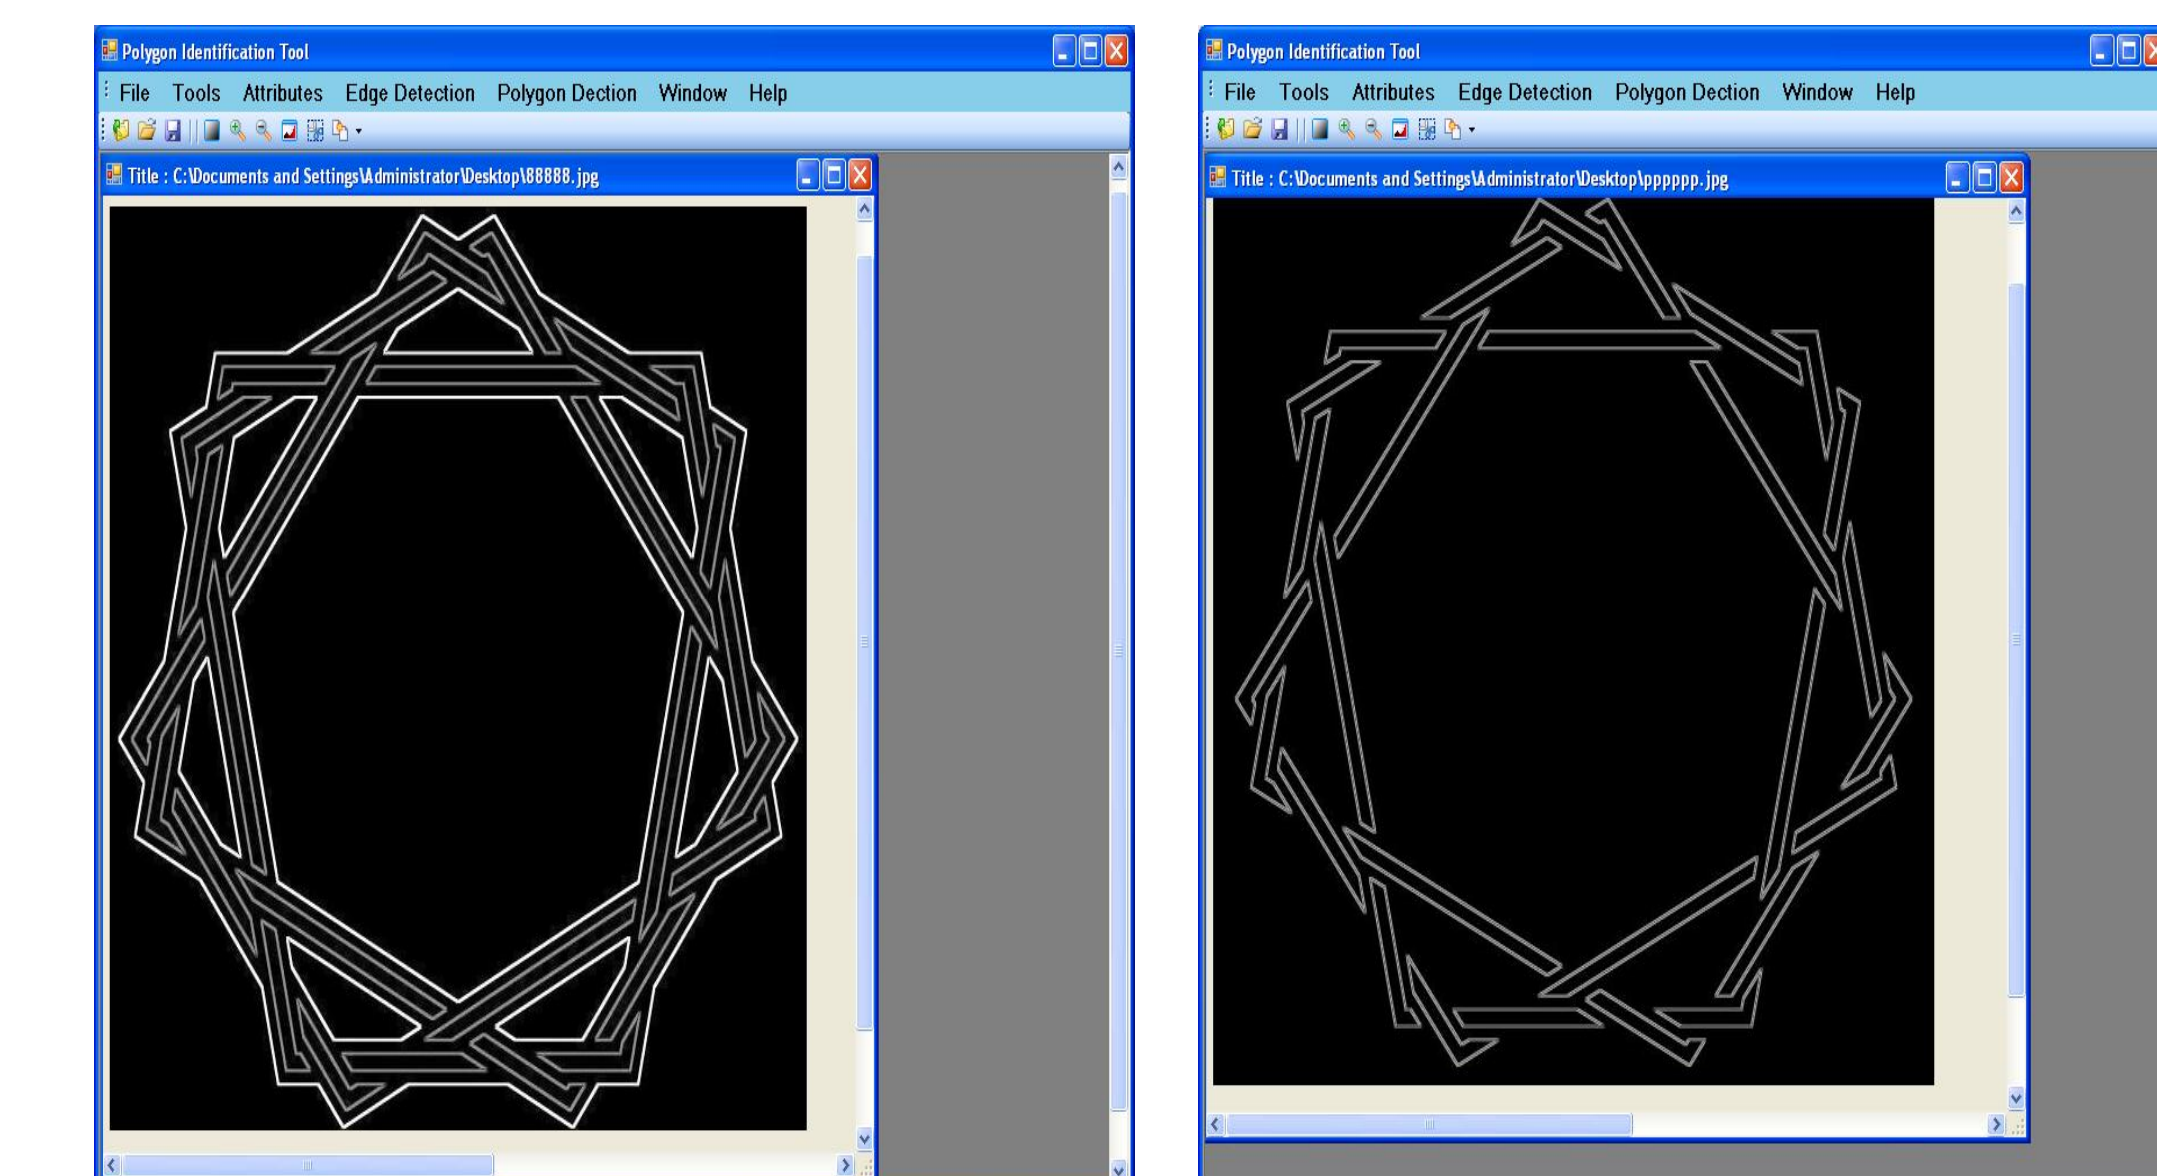 Polygon Identification Tool
File Tools Attributes Edge Detection Polygon Dection Window Help
Title : C:\Documents and Settings\Administrator\Desktop\88888.jpg
Polygon Identification Tool
File Tools Attributes Edge Detection Polygon Dection Window Help
Title : C:\Documents and Settings\Administrator\Desktop\pppppp.jpg